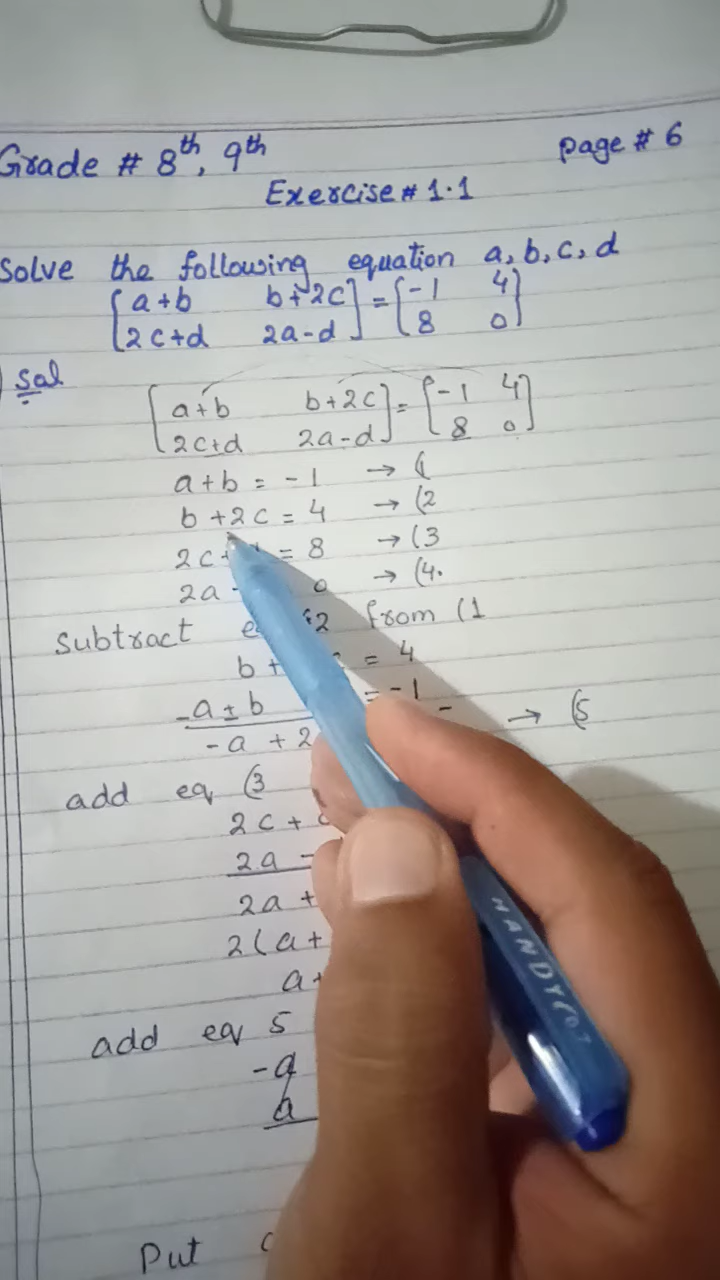 Grade # 8th, 9th page # 6
Exercise # 1.1
Solve the following equation a, b, c, d
[a+b b+2c] = [-1 4]
[2c+d 2a-d] [8 0]
Sol
[a+b b+2c] = [-1 4]
[2c+d 2a-d] [8 0]
a+b = -1 → (1
b+2c = 4 → (2
2c+ = 8 → (3
2a - 0 → (4.
Subtract (2 from (1
b + = 4
-a ± b = -1
-a + 2 → (5
add eq (3
2c +
2a -
2a +
2(a+
a+
add eq 5
-a
a
Put
HANDY